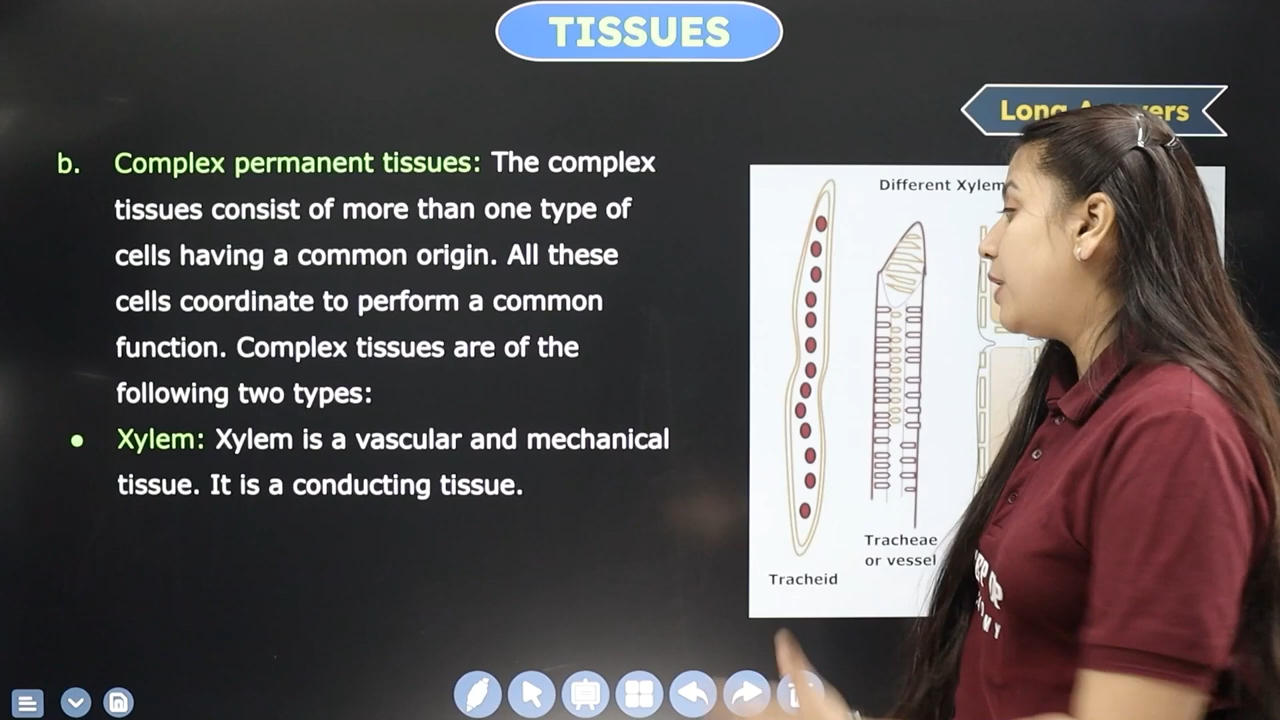 TISSUES
Long
b. Complex permanent tissues: The complex
tissues consist of more than one type of
cells having a common origin. All these
cells coordinate to perform a common
function. Complex tissues are of the
following two types:
• Xylem: Xylem is a vascular and mechanical
tissue. It is a conducting tissue.
Different Xylem
Tracheae
or vessel
Tracheid